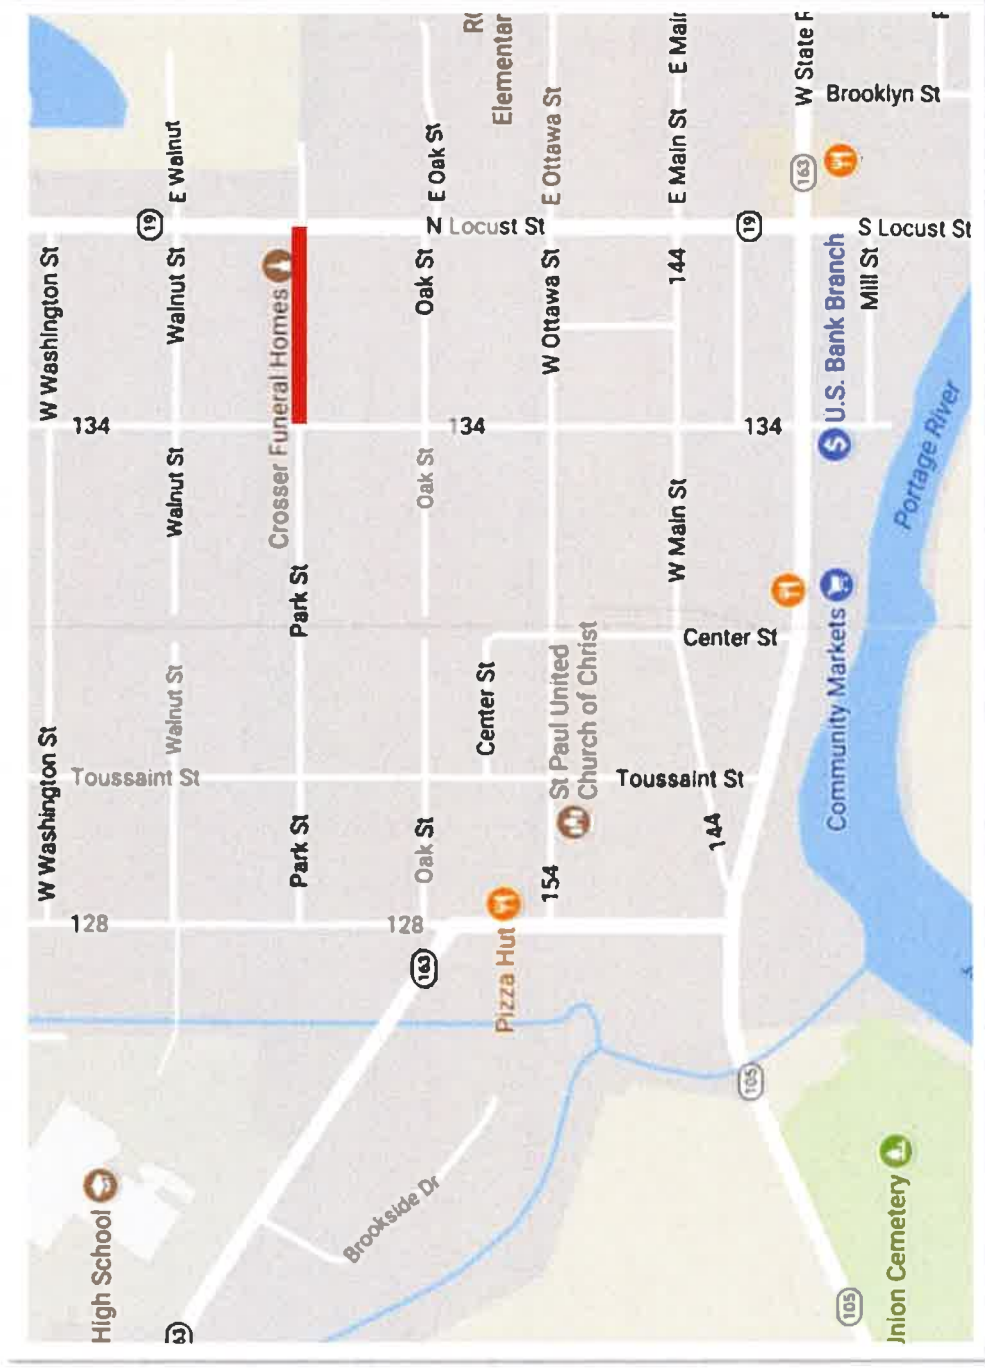 RO
Elementar
W State R
E Main
Brooklyn St
E Walnut
E Oak St
E Ottawa St
E Main St
163
19
N Locust St
19
S Locust St
W Washington St
Walnut St
Crosser Funeral Homes
Oak St
W Ottawa St
144
U.S. Bank Branch
Mill St
134
134
134
Portage River
Walnut St
Oak St
W Main St
Park St
Center St
Community Markets
Walnut St
Center St
St Paul United
Church of Christ
W Washington St
Toussaint St
Toussaint St
Park St
Oak St
144
154
128
128
Pizza Hut
163
105
High School
Brookside Dr
Union Cemetery
63
105